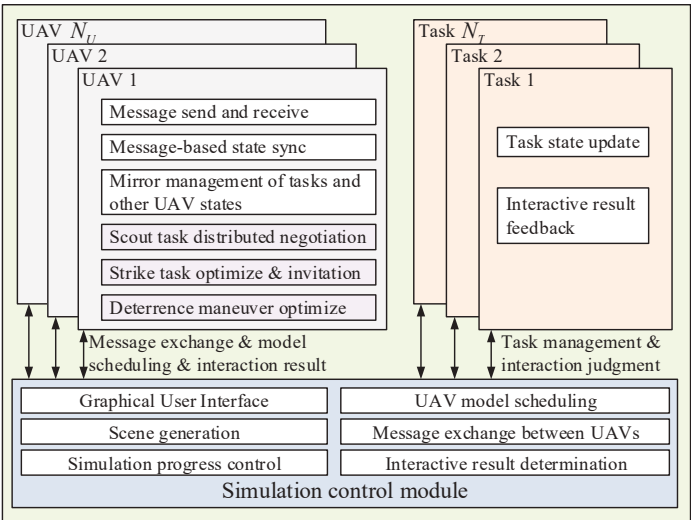 UAV N_U
UAV 2
UAV 1
Message send and receive
Message-based state sync
Mirror management of tasks and
other UAV states
Scout task distributed negotiation
Strike task optimize & invitation
Deterrence maneuver optimize
Task N_T
Task 2
Task 1
Task state update
Interactive result
feedback
Message exchange & model
scheduling & interaction result
Task management &
interaction judgment
Graphical User Interface
UAV model scheduling
Scene generation
Message exchange between UAVs
Simulation progress control
Interactive result determination
Simulation control module